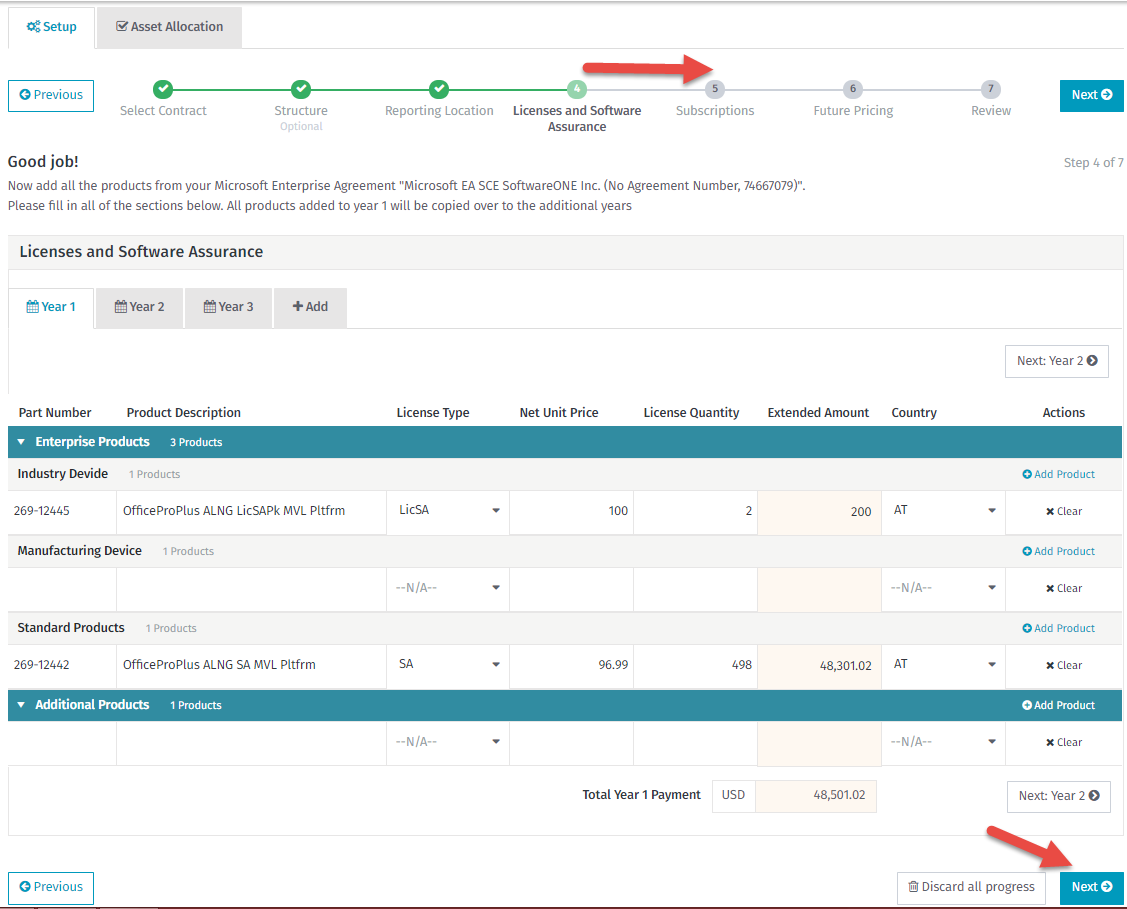 Setup
Asset Allocation
Previous
4
5
6
7
Next
Select Contract
Structure
Optional
Reporting Location
Licenses and Software
Assurance
Subscriptions
Future Pricing
Review
Good job!
Step 4 of 7
Now add all the products from your Microsoft Enterprise Agreement "Microsoft EA SCE SoftwareONE Inc. (No Agreement Number, 74667079)".
Please fill in all of the sections below. All products added to year 1 will be copied over to the additional years
Licenses and Software Assurance
Year 1 Year 2 Year 3 Add
Next: Year 2
Part Number Product Description License Type Net Unit Price License Quantity Extended Amount Country Actions
Enterprise Products 3 Products
Industry Devide 1 Products Add Product
269-12445 OfficeProPlus ALNG LicSAPk MVL Pltfrm LicSA 100 2 200 AT Clear
Manufacturing Device 1 Products Add Product
--N/A-- --N/A-- Clear
Standard Products 1 Products Add Product
269-12442 OfficeProPlus ALNG SA MVL Pltfrm SA 96.99 498 48,301.02 AT Clear
Additional Products 1 Products Add Product
--N/A-- --N/A-- Clear
Total Year 1 Payment USD 48,501.02 Next: Year 2
Previous Discard all progress Next